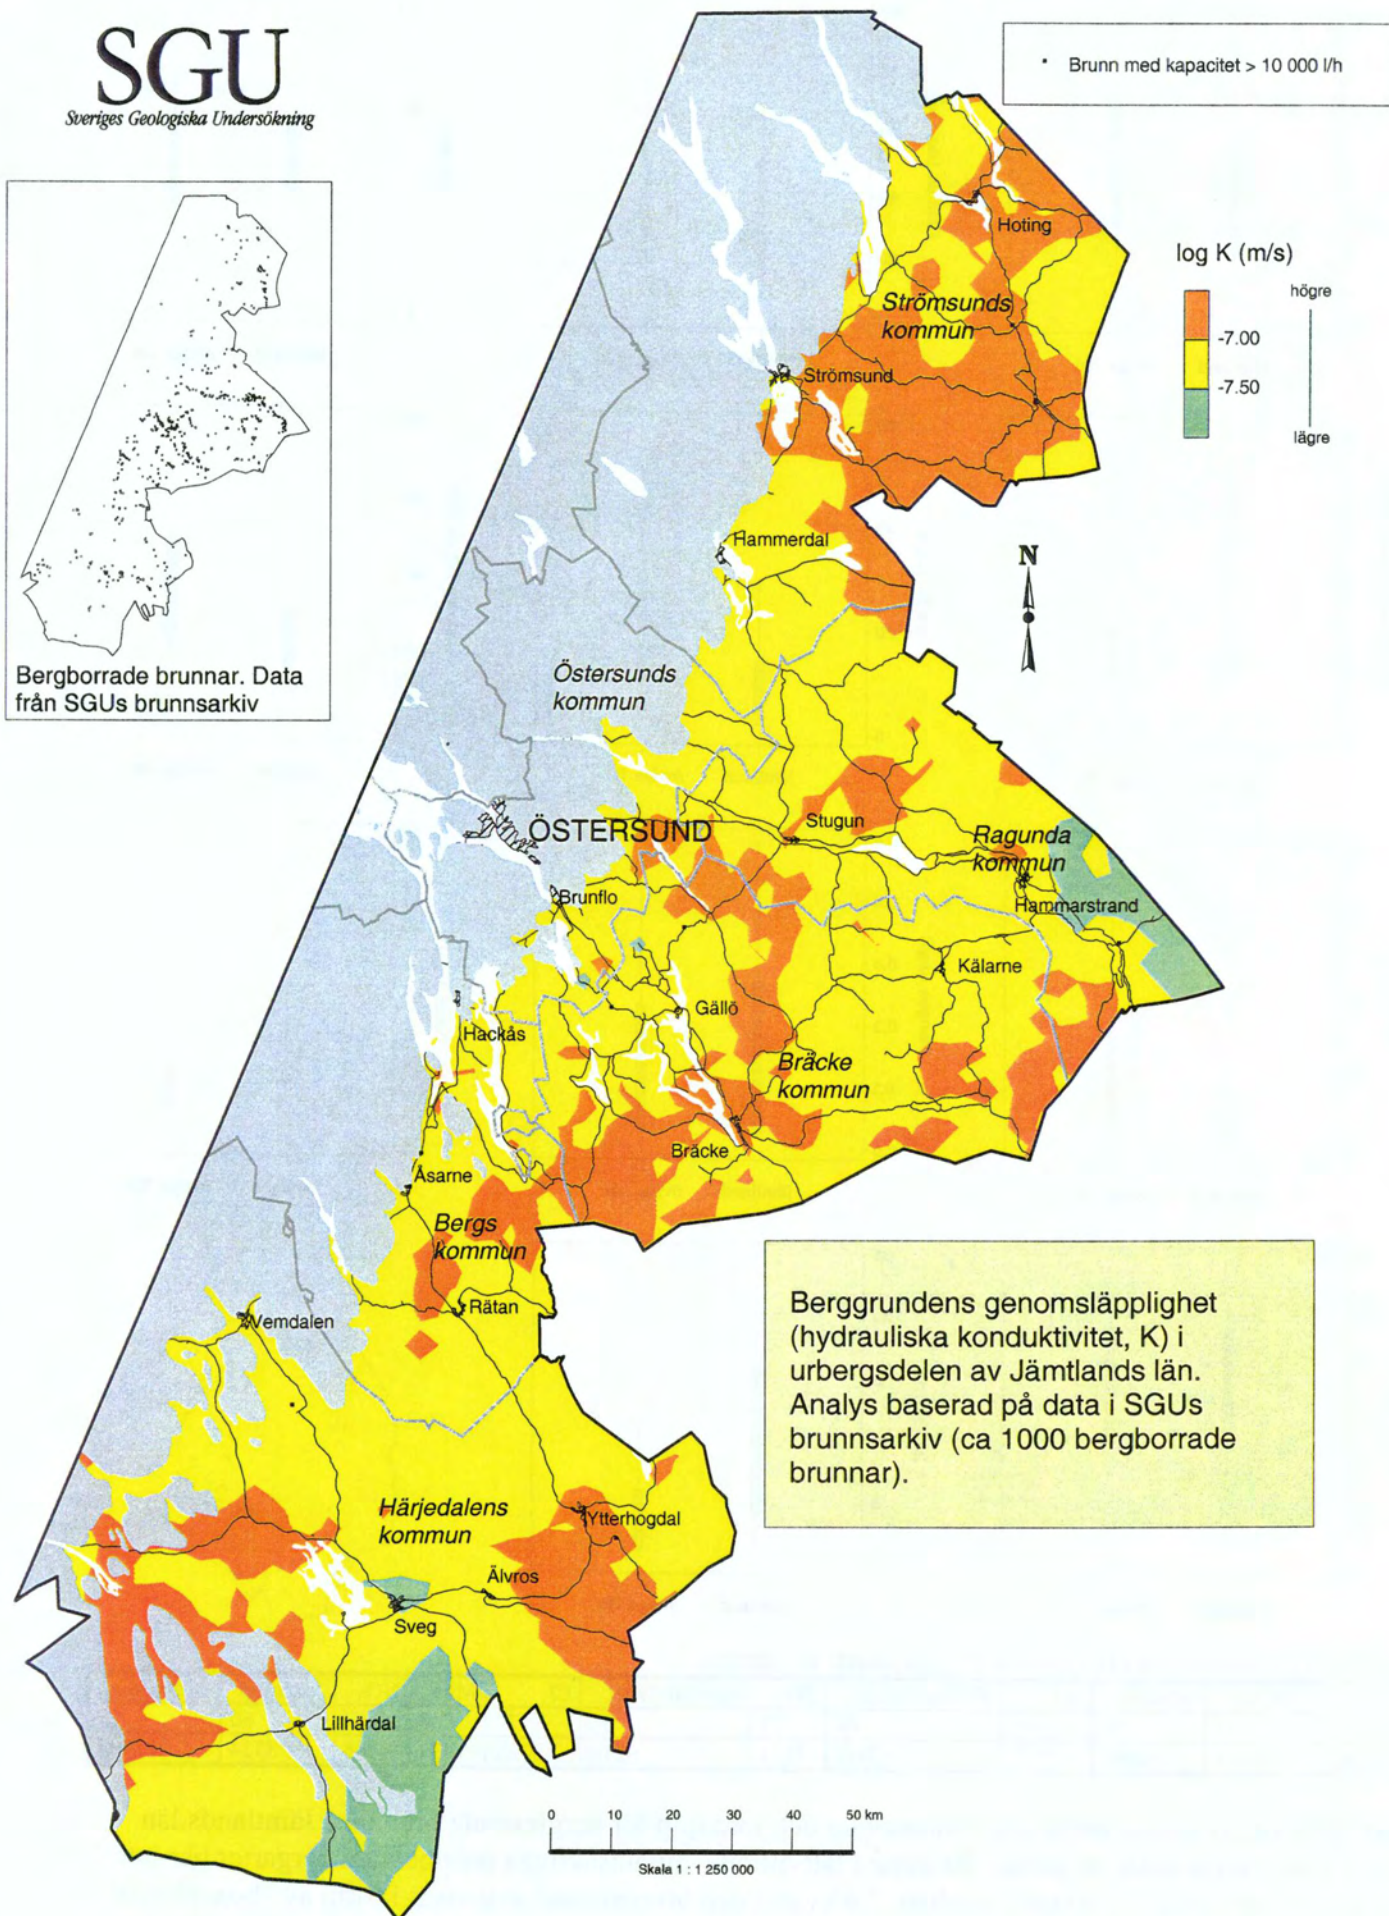 SGU
Sveriges Geologiska Undersökning
Brunn med kapacitet > 10 000 l/h
Bergborrade brunnar. Data
från SGUs brunnsarkiv
log K (m/s)
högre
-7.00
-7.50
lägre
N
Hoting
Strömsunds
kommun
Strömsund
Hammerdal
Östersunds
kommun
ÖSTERSUND
Stugun
Ragunda
kommun
Hammarstrand
Brunflo
Kälarne
Gällö
Hackås
Bräcke
kommun
Bräcke
Åsarne
Bergs
kommun
Rätan
Vemdalen
Härjedalens
kommun
Ytterhogdal
Älvros
Sveg
Lillhärdal
Berggrundens genomsläpplighet
(hydrauliska konduktivitet, K) i
urbergsdelen av Jämtlands län.
Analys baserad på data i SGUs
brunnsarkiv (ca 1000 bergborrade
brunnar).
0 10 20 30 40 50 km
Skala 1 : 1 250 000